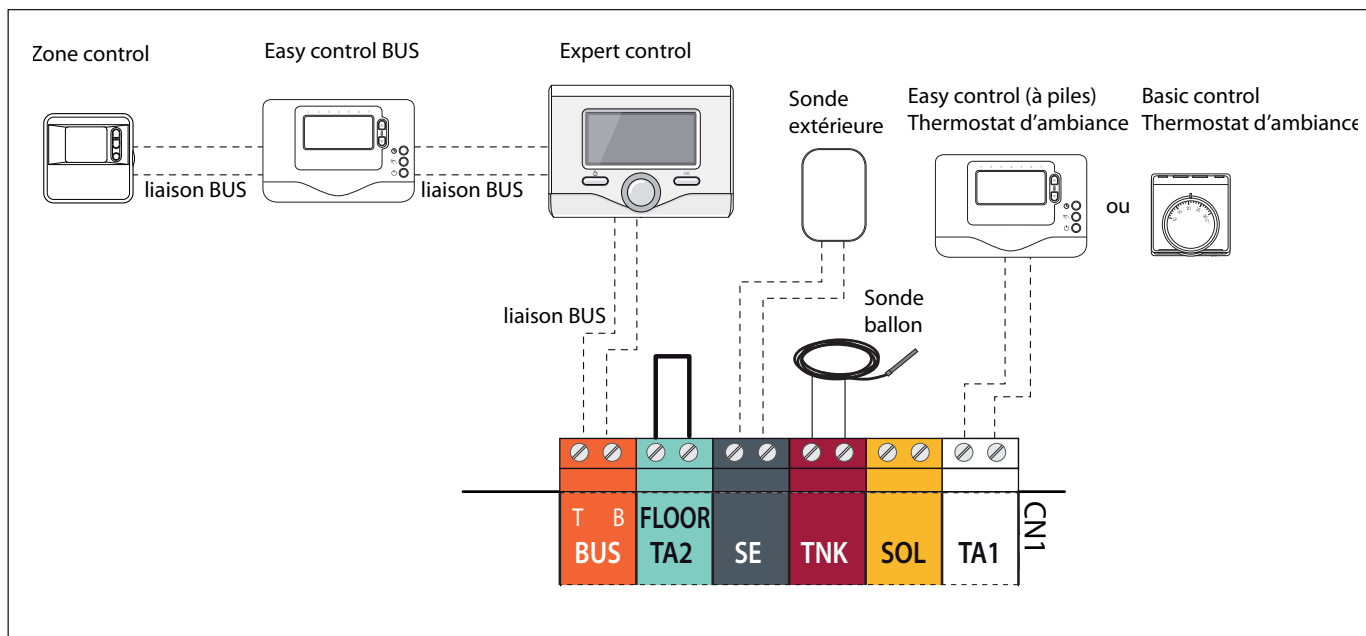 Zone control
Easy control BUS
Expert control
Sonde
extérieure
Easy control (à piles)
Thermostat d'ambiance
Basic control
Thermostat d'ambiance
ou
liaison BUS
liaison BUS
liaison BUS
Sonde
ballon
T B
BUS
FLOOR
TA2
SE
TNK
SOL
TA1
CN1